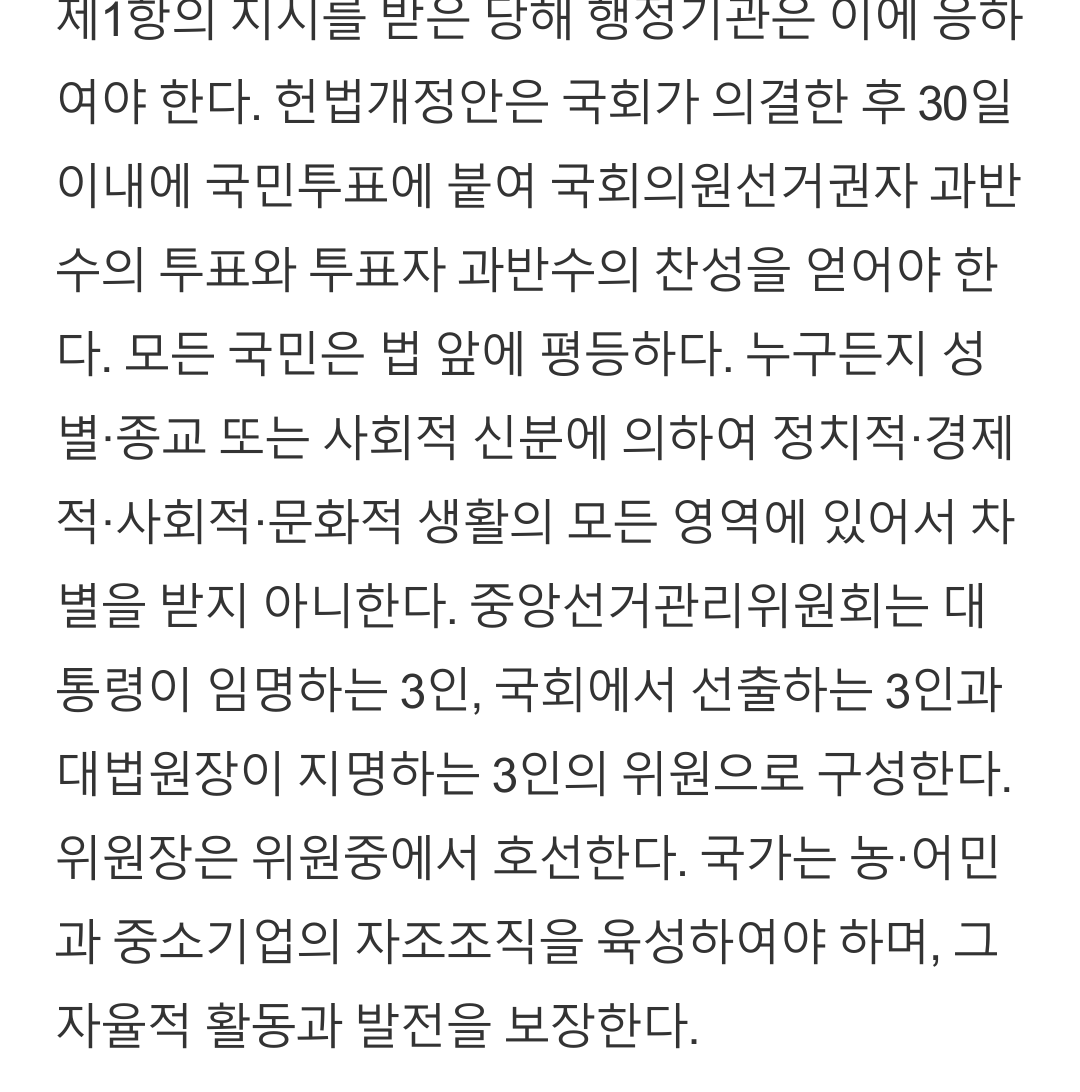 제1항의 지시를 받은 당해 행정기관은 이에 응하
여야 한다. 헌법개정안은 국회가 의결한 후 30일
이내에 국민투표에 붙여 국회의원선거권자 과반
수의 투표와 투표자 과반수의 찬성을 얻어야 한
다. 모든 국민은 법 앞에 평등하다. 누구든지 성
별·종교 또는 사회적 신분에 의하여 정치적·경제
적·사회적·문화적 생활의 모든 영역에 있어서 차
별을 받지 아니한다. 중앙선거관리위원회는 대
통령이 임명하는 3인, 국회에서 선출하는 3인과
대법원장이 지명하는 3인의 위원으로 구성한다.
위원장은 위원중에서 호선한다. 국가는 농·어민
과 중소기업의 자조조직을 육성하여야 하며, 그
자율적 활동과 발전을 보장한다.